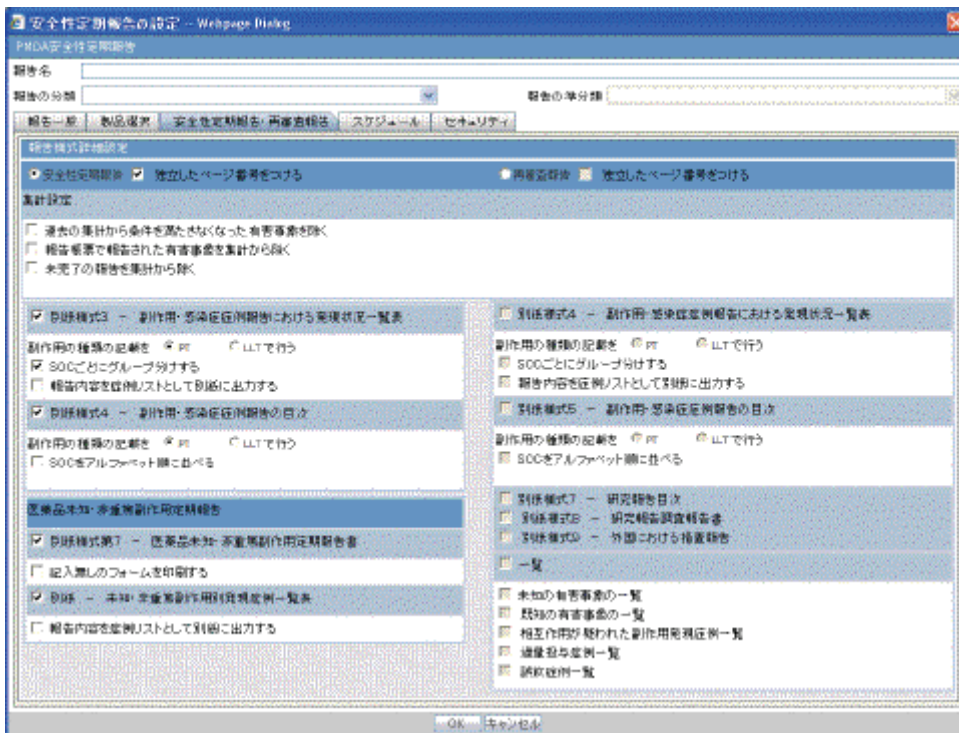 安全性定期報告の設定 -- Webpage Dialog
PMDA安全性定期報告
報告名
報告の分類
報告の準分類
報告一般 製品選択 安全性定期報告・再審査報告 スケジュール セキュリティ
報告様式詳細設定
安全性定期報告 独立したページ番号をつける
再審査報告 独立したページ番号をつける
集計設定
過去の集計から条件を満たさなくなった有害事象を除く
報告帳票で報告された有害事象を集計から除く
未完了の報告を集計から除く
別紙様式3 － 副作用・感染症症例報告における発現状況一覧表
副作用の種類の記載を PT LLTで行う
SOCごとにグループ分けする
報告内容を症例リストとして別紙に出力する
別紙様式4 － 副作用・感染症症例報告の目次
副作用の種類の記載を PT LLTで行う
SOCをアルファベット順に並べる
医薬品未知・非重篤副作用定期報告
別紙様式第7 － 医薬品未知・非重篤副作用定期報告書
記入無しのフォームを印刷する
別紙 － 未知・非重篤副作用別発現症例一覧表
報告内容を症例リストとして別紙に出力する
別紙様式4 － 副作用・感染症症例報告における発現状況一覧表
副作用の種類の記載を PT LLTで行う
SOCごとにグループ分けする
報告内容を症例リストとして別紙に出力する
別紙様式5 － 副作用・感染症症例報告の目次
副作用の種類の記載を PT LLTで行う
SOCをアルファベット順に並べる
別紙様式7 － 研究報告目次
別紙様式8 － 研究報告調査報告書
別紙様式9 － 外国における措置報告
一覧
未知の有害事象の一覧
既知の有害事象の一覧
相互作用が疑われた副作用発現症例一覧
過量投与症例一覧
誤飲症例一覧
OK キャンセル